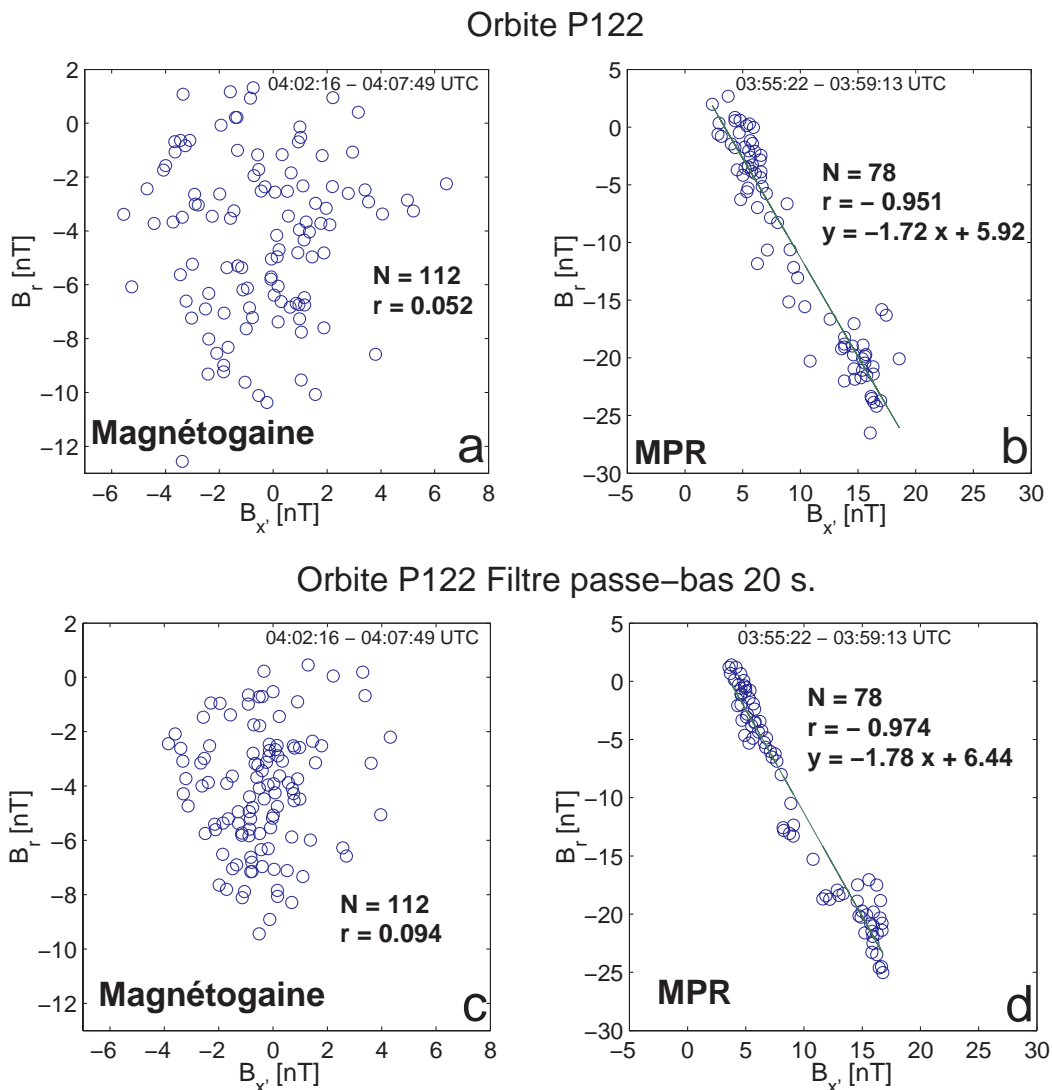 Orbite P122
04:02:16 − 04:07:49 UTC
2
0
−2
−4
−6
−8
−10
−12
B_r [nT]
N = 112
r = 0.052
Magnétogaine
a
−6 −4 −2 0 2 4 6 8
B_x' [nT]
03:55:22 − 03:59:13 UTC
5
0
−5
−10
−15
−20
−25
−30
B_r [nT]
N = 78
r = − 0.951
y = −1.72 x + 5.92
MPR
b
−5 0 5 10 15 20 25 30
B_x' [nT]
Orbite P122 Filtre passe−bas 20 s.
04:02:16 − 04:07:49 UTC
2
0
−2
−4
−6
−8
−10
−12
B_r [nT]
N = 112
r = 0.094
Magnétogaine
c
−6 −4 −2 0 2 4 6 8
B_x' [nT]
03:55:22 − 03:59:13 UTC
5
0
−5
−10
−15
−20
−25
−30
B_r [nT]
N = 78
r = − 0.974
y = −1.78 x + 6.44
MPR
d
−5 0 5 10 15 20 25 30
B_x' [nT]